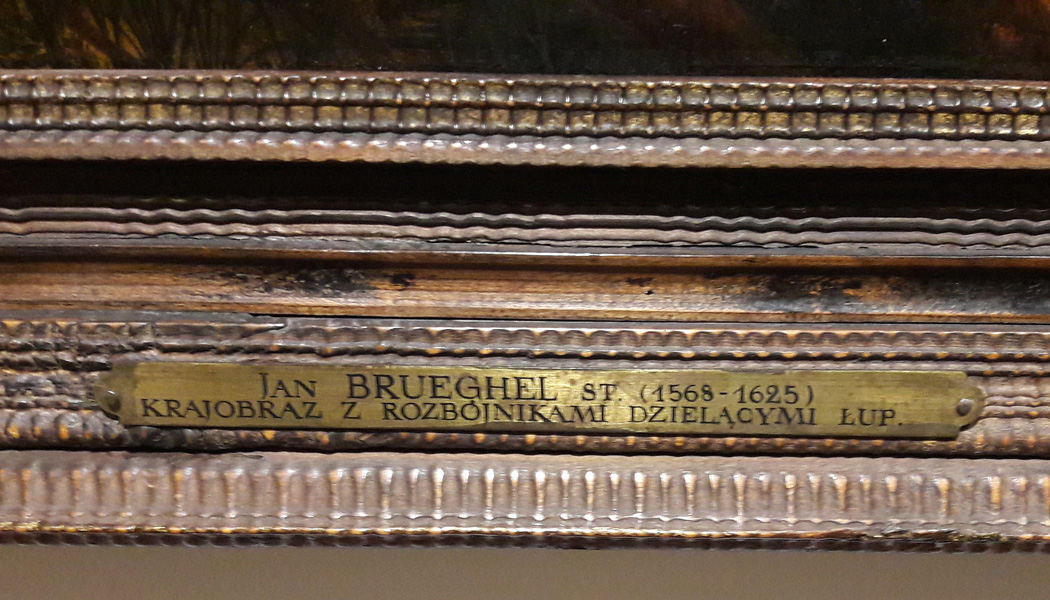 JAN BRUEGHEL ST. (1568-1625)
KRAJOBRAZ Z ROZBÓJNIKAMI DZIELĄCYMI ŁUP.